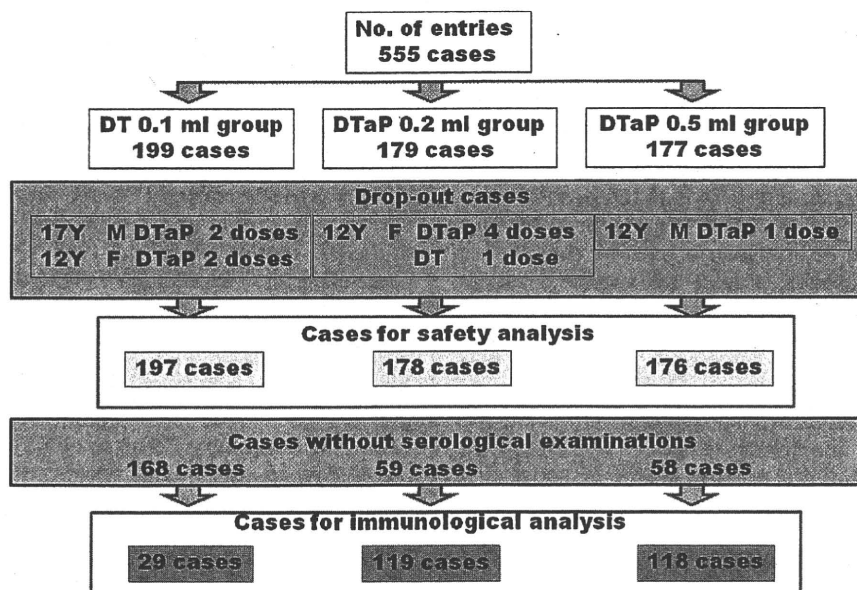 No. of entries
555 cases
DT 0.1 ml group
199 cases
DTaP 0.2 ml group
179 cases
DTaP 0.5 ml group
177 cases
Drop-out cases
17Y M DTaP 2 doses
12Y F DTaP 2 doses
12Y F DTaP 4 doses
DT 1 dose
12Y M DTaP 1 dose
Cases for safety analysis
197 cases
178 cases
176 cases
Cases without serological examinations
168 cases
59 cases
58 cases
Cases for immunological analysis
29 cases
119 cases
118 cases